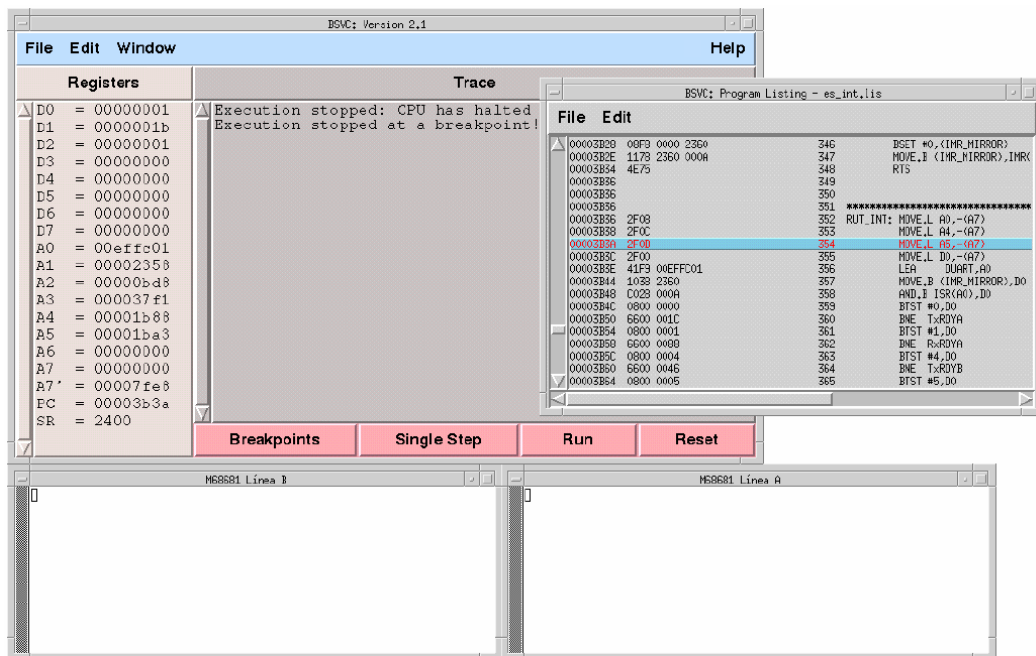 BSVC: Version 2.1
File Edit Window Help
Registers
D0 = 00000001
D1 = 0000001b
D2 = 00000001
D3 = 00000000
D4 = 00000000
D5 = 00000000
D6 = 00000000
D7 = 00000000
A0 = 00effc01
A1 = 00002358
A2 = 00000bd8
A3 = 000037f1
A4 = 00001b88
A5 = 00001ba3
A6 = 00000000
A7 = 00000000
A7' = 00007fe8
PC = 00003b3a
SR = 2400
Trace
Execution stopped: CPU has halted
Execution stopped at a breakpoint!
Breakpoints Single Step Run Reset
BSVC: Program Listing - es_int.lis
File Edit
00003B28 08F8 0000 2360 346 BSET #0,(IMR_MIRROR)
00003B2E 1178 2360 000A 347 MOVE.B (IMR_MIRROR),IMR(
00003B34 4E75 348 RTS
00003B36 349
00003B36 350
00003B36 351 *******************************
00003B36 2F08 352 RUT_INT: MOVE.L A0,-(A7)
00003B38 2F0C 353 MOVE.L A4,-(A7)
00003B3A 2F0D 354 MOVE.L A5,-(A7)
00003B3C 2F00 355 MOVE.L D0,-(A7)
00003B3E 41F9 00EFFC01 356 LEA DUART,A0
00003B44 1038 2360 357 MOVE.B (IMR_MIRROR),D0
00003B48 C028 000A 358 AND.B ISR(A0),D0
00003B4C 0800 0000 359 BTST #0,D0
00003B50 6600 001C 360 BNE TxRDYA
00003B54 0800 0001 361 BTST #1,D0
00003B58 6600 0088 362 BNE RxRDYA
00003B5C 0800 0004 363 BTST #4,D0
00003B60 6600 0046 364 BNE TxRDYB
00003B64 0800 0005 365 BTST #5,D0
M68681 Línea B
M68681 Línea A